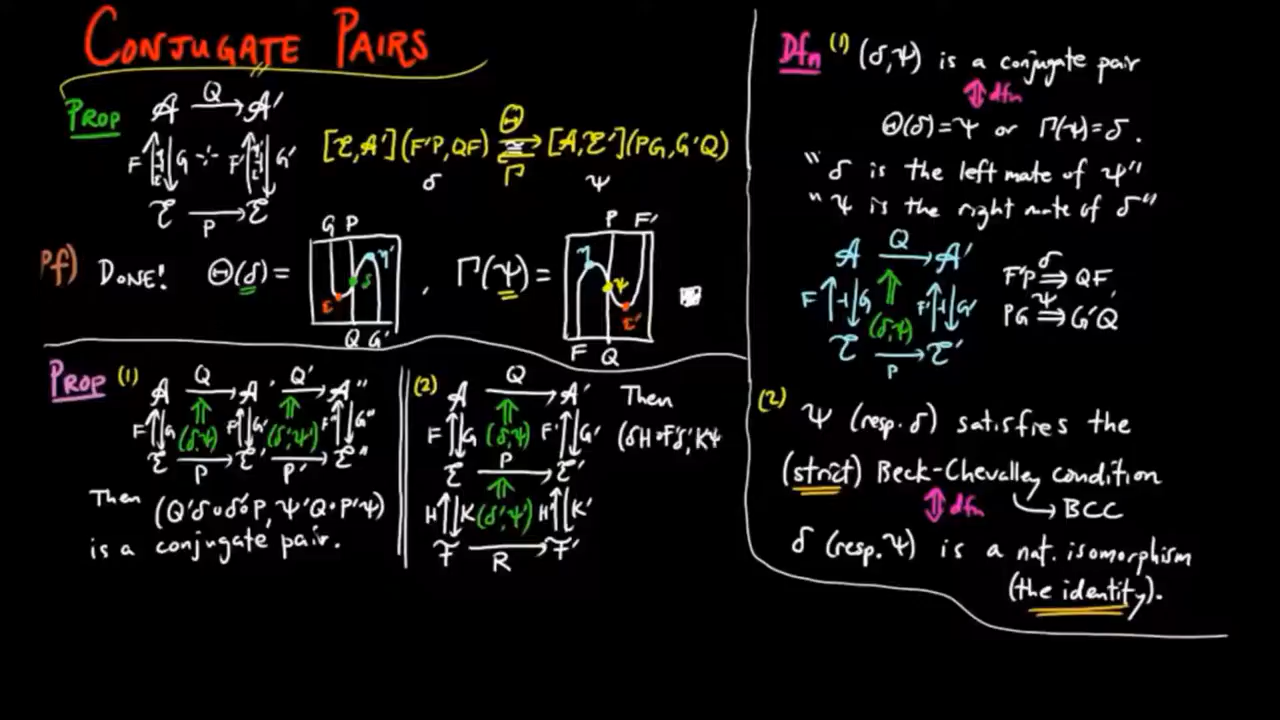 CONJUGATE PAIRS
PROP
A Q A'
F G F' G'
E P E'
[E,A'](F'P,QF) Θ ≅ Γ [A,E'](PG,G'Q)
δ ψ
Pf) DONE! Θ(δ) = , Γ(ψ) =
G P
ε δ η'
Q G'
P F'
η ψ ε'
F Q
PROP (1)
A Q A' Q' A''
F G (δ,ψ) F' G' (δ',ψ') F'' G''
E P E' P' E''
Then (Q'δ∘δ'P, ψ'Q∘P'ψ)
is a conjugate pair.
(2)
A Q A'
F G (δ,ψ) F' G'
E P E'
H K (δ',ψ') H' K'
F R F'
Then
(δH∘F'δ', K'ψ
Dfn (1) (δ,ψ) is a conjugate pair
⇕ dfn
Θ(δ)=ψ or Γ(ψ)=δ.
"δ is the left mate of ψ"
"ψ is the right mate of δ"
A Q A'
F ⊣ G (δ,ψ) F' ⊣ G'
E P E'
F'P δ⇒ QF,
PG ψ⇒ G'Q
(2) ψ (resp. δ) satisfies the
(strict) Beck-Chevalley condition
⇕ dfn → BCC
δ (resp. ψ) is a nat. isomorphism
(the identity).